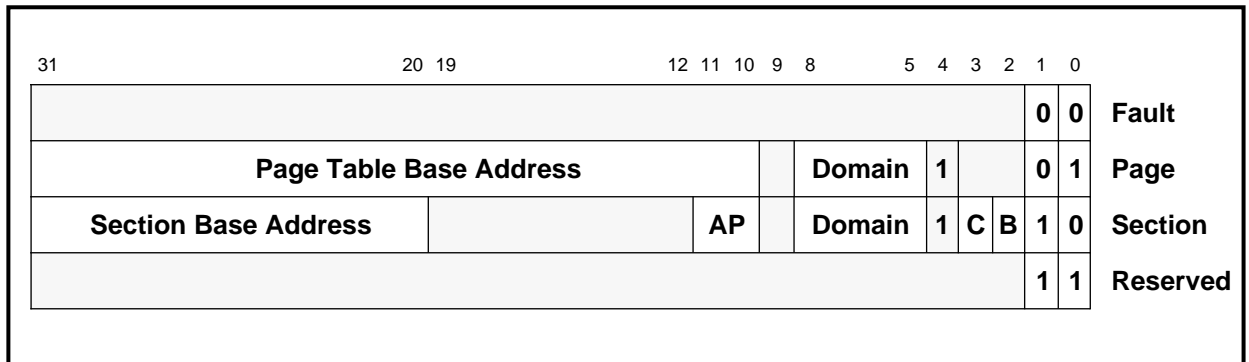 31 20 19 12 11 10 9 8 5 4 3 2 1 0
0 0 Fault
Page Table Base Address Domain 1 0 1 Page
Section Base Address AP Domain 1 C B 1 0 Section
1 1 Reserved